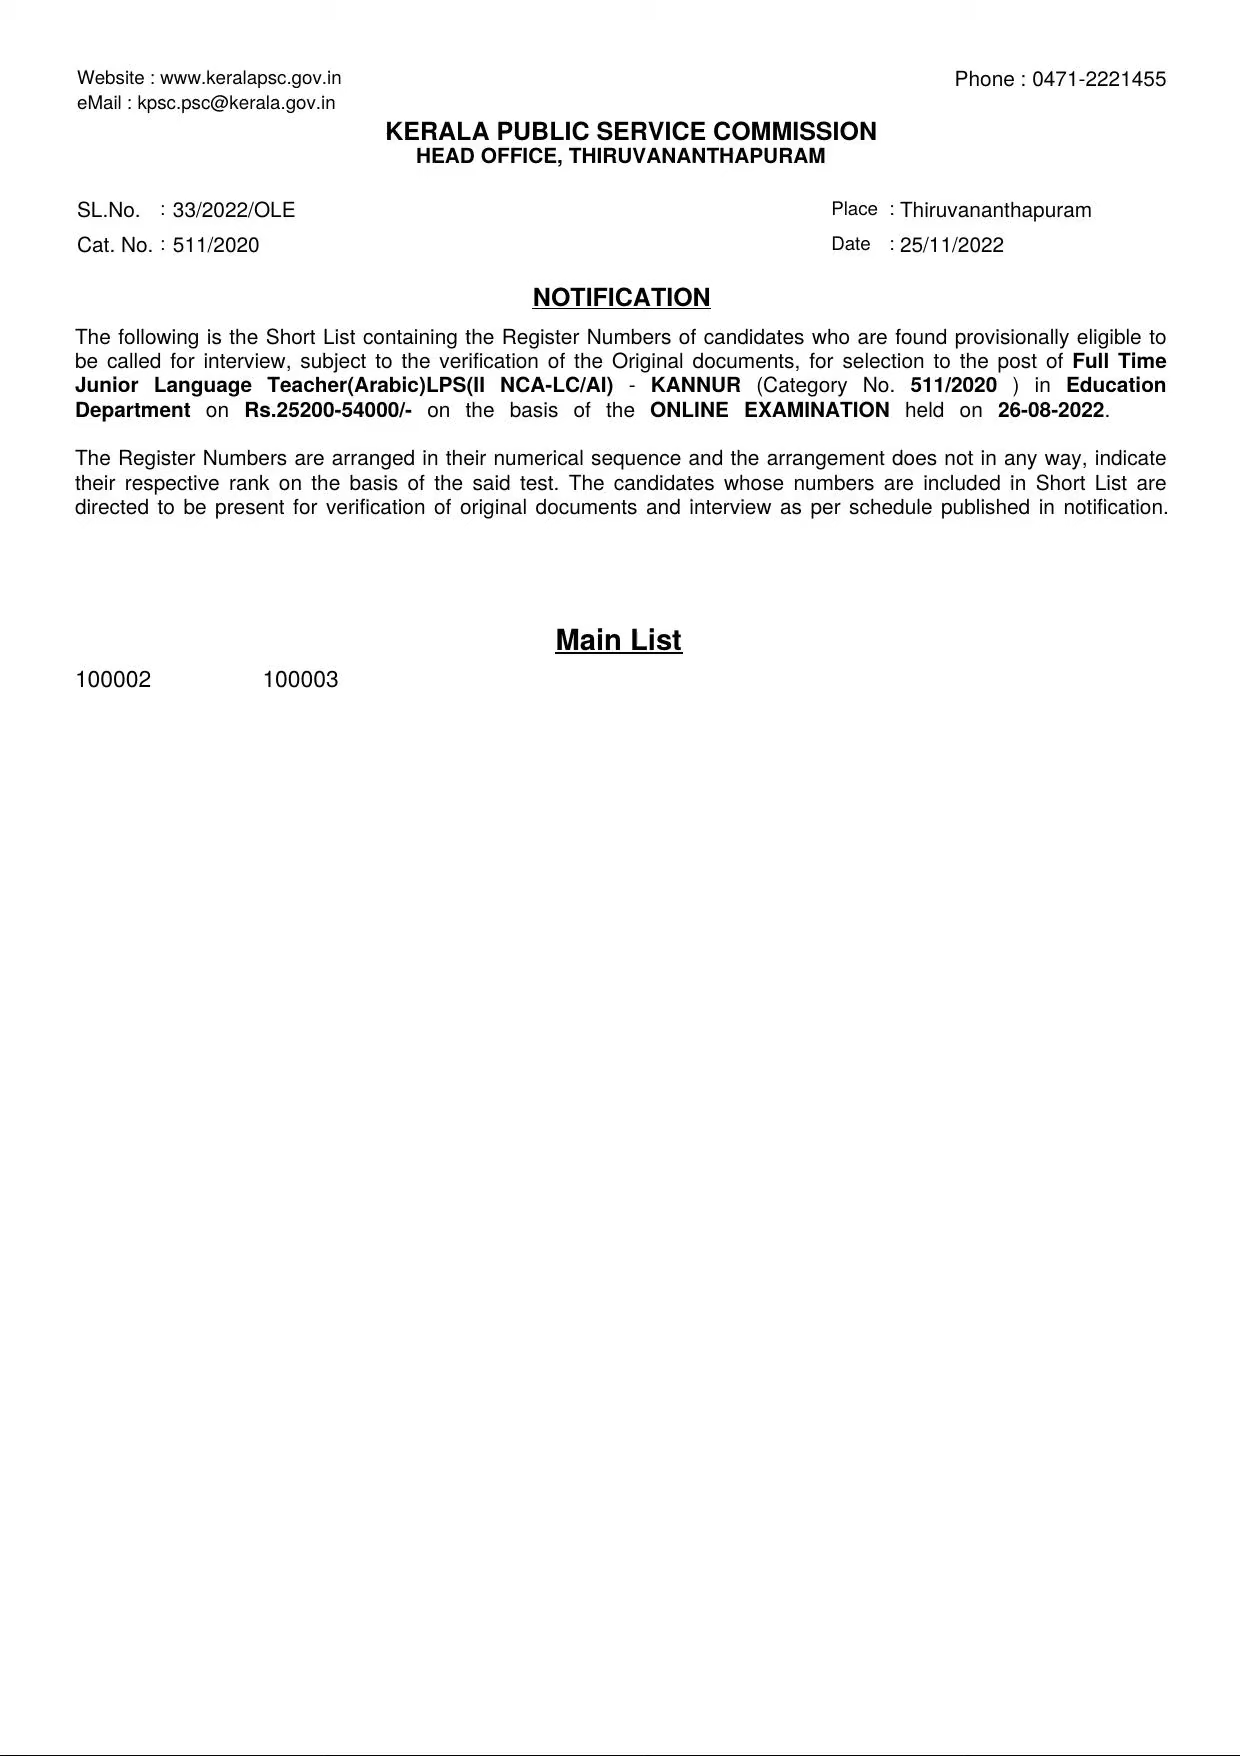 Website : www.keralapsc.gov.in
Phone : 0471-2221455
eMail : kpsc.psc@kerala.gov.in
KERALA PUBLIC SERVICE COMMISSION
HEAD OFFICE, THIRUVANANTHAPURAM
SL.No. : 33/2022/OLE
Place : Thiruvananthapuram
Cat. No. : 511/2020
Date : 25/11/2022
NOTIFICATION
The following is the Short List containing the Register Numbers of candidates who are found provisionally eligible to
be called for interview, subject to the verification of the Original documents, for selection to the post of Full Time
Junior Language Teacher(Arabic)LPS(II NCA-LC/AI) - KANNUR (Category No. 511/2020 ) in Education
Department on Rs.25200-54000/- on the basis of the ONLINE EXAMINATION held on 26-08-2022.
The Register Numbers are arranged in their numerical sequence and the arrangement does not in any way, indicate
their respective rank on the basis of the said test. The candidates whose numbers are included in Short List are
directed to be present for verification of original documents and interview as per schedule published in notification.
Main List
100002 100003